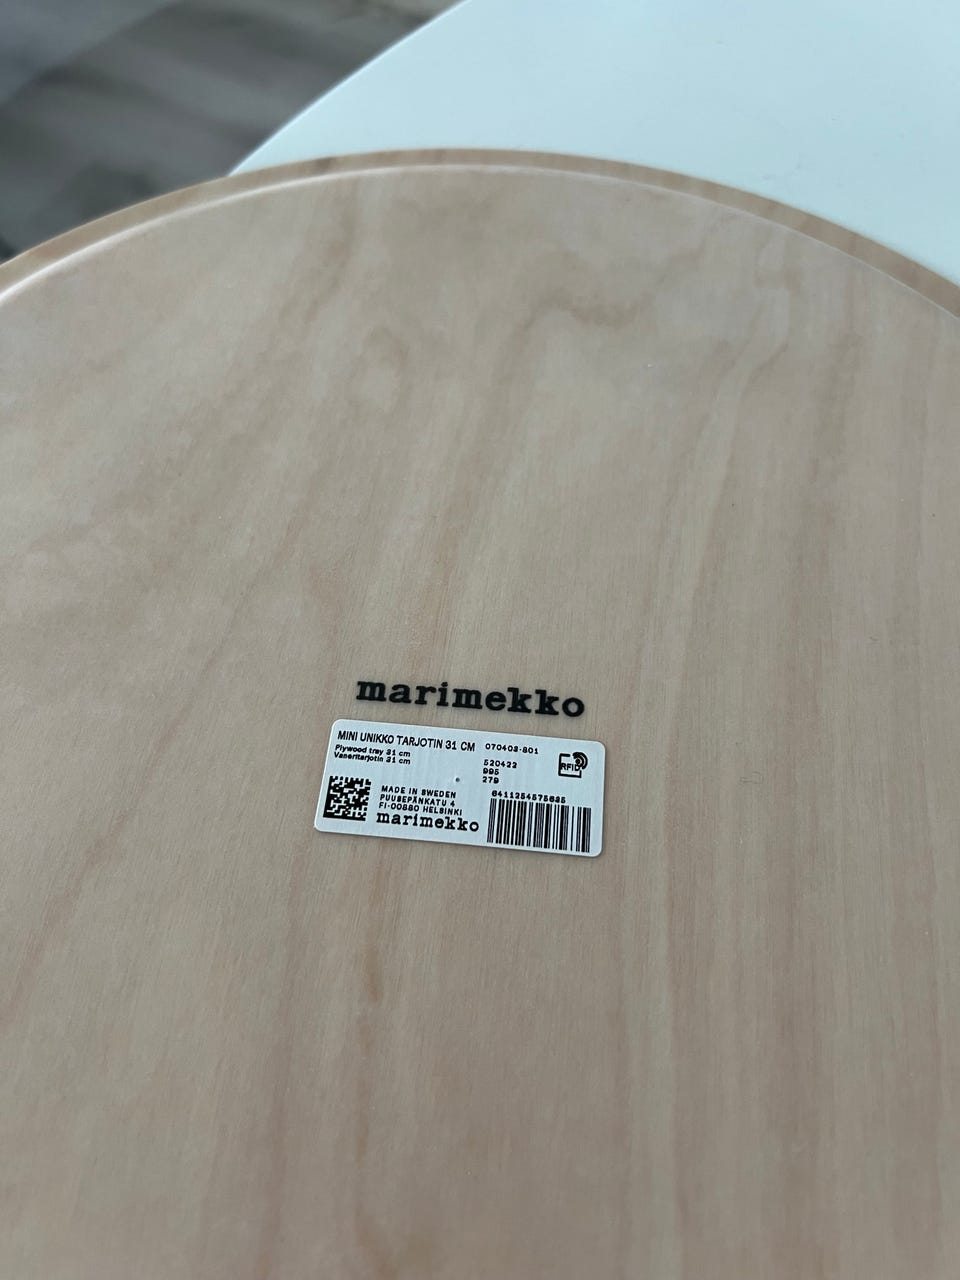 marimekko
MINI UNIKKO TARJOTIN 31 CM
Plywood tray 31 cm
Vaneritarjotin 31 cm
070403-801
520422
995
279
RFID
MADE IN SWEDEN
PUUSEPÄNKATU 4
FI-00880 HELSINKI
marimekko
6411254575685